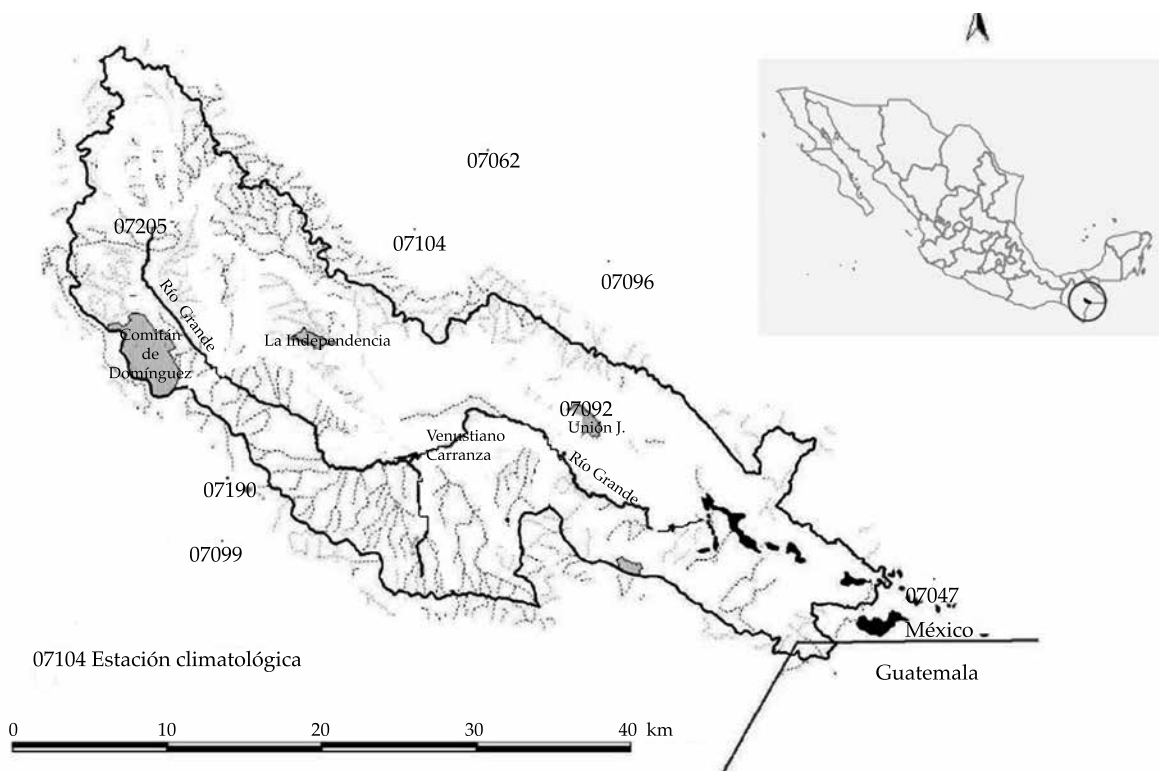 07062
07205
07104
07096
Río Grande
Comitán
de
Domínguez
La Independencia
07092
Unión J.
Venustiano
Carranza
Río Grande
07190
07099
07047
México
07104 Estación climatológica
Guatemala
0 10 20 30 40 km